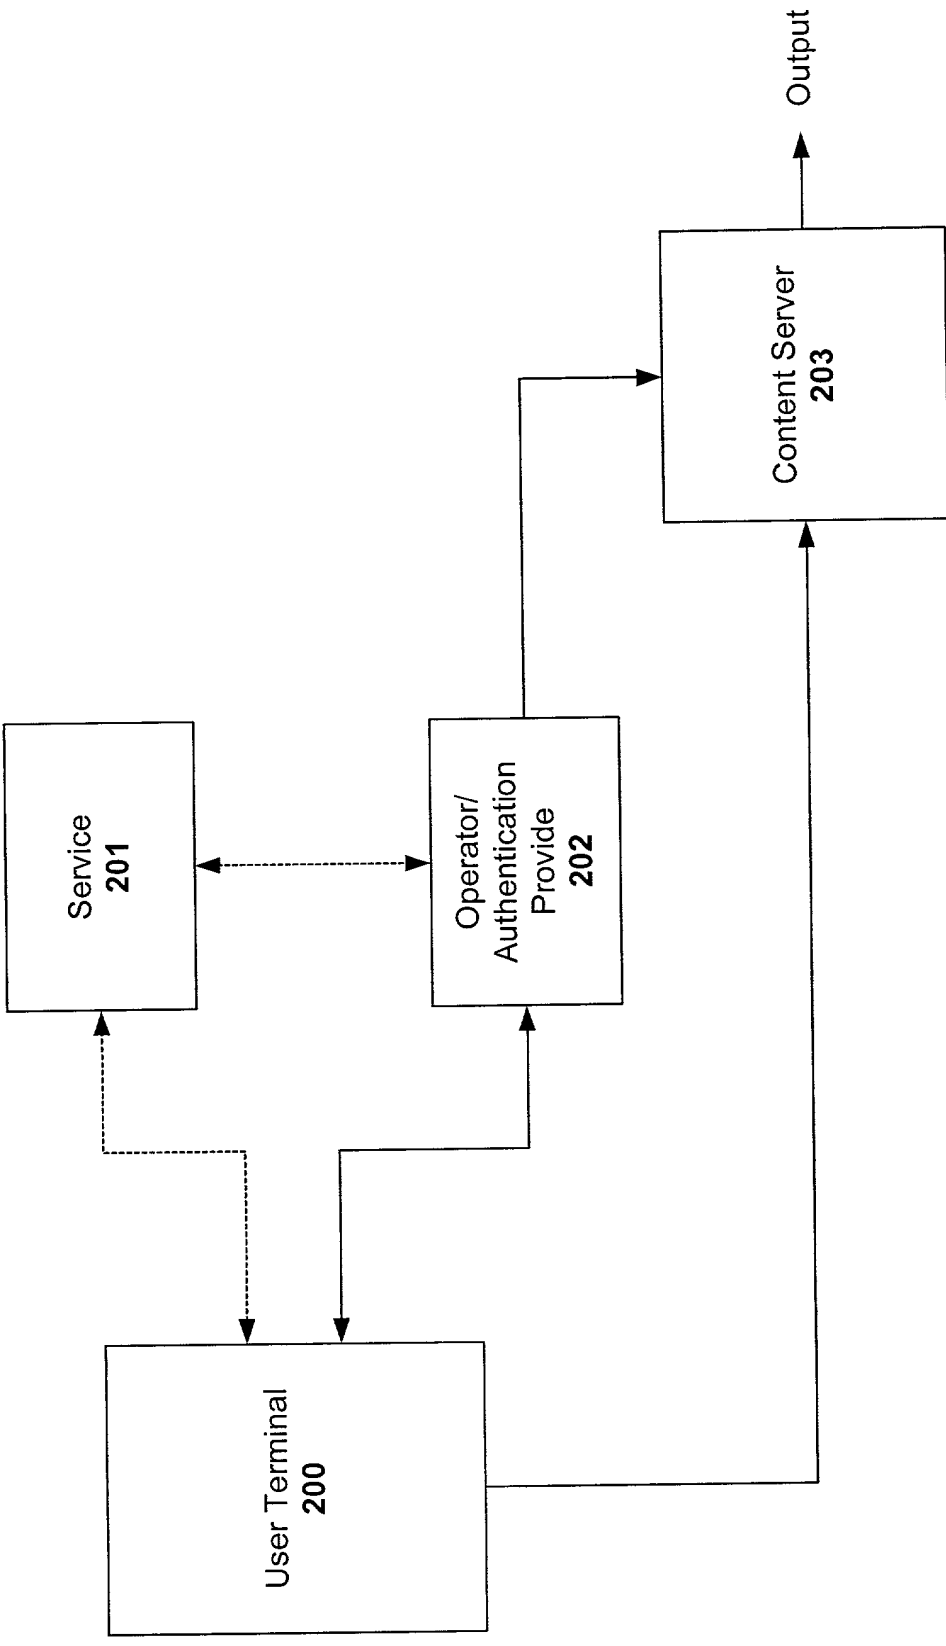 Service
201
User Terminal
200
Operator/
Authentication
Provide
202
Content Server
203
Output